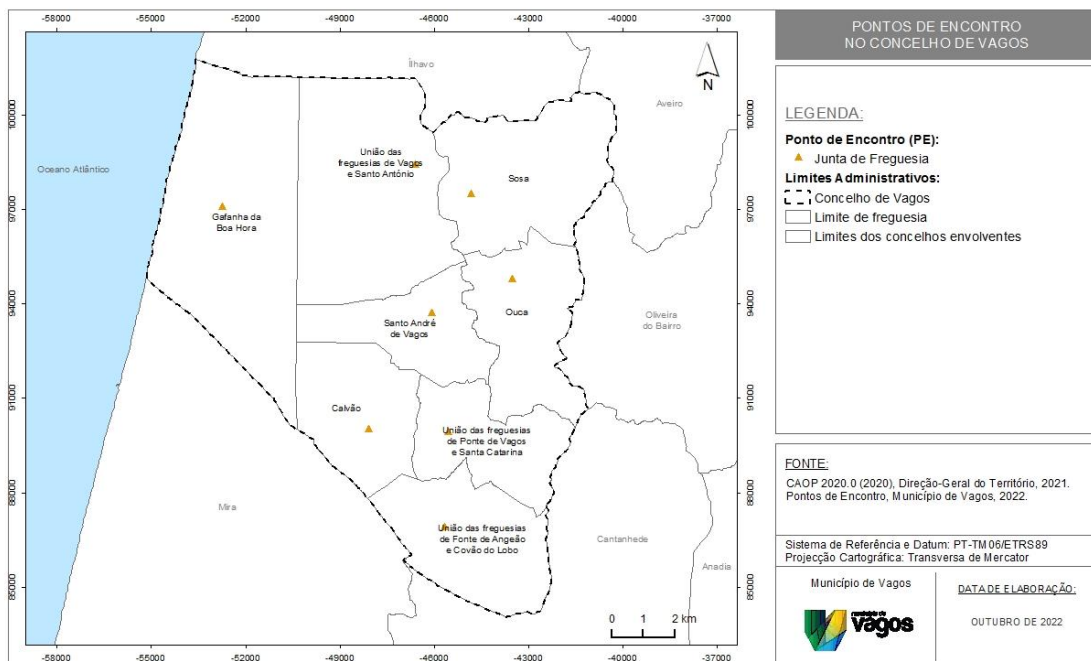 -58000 -55000 -52000 -49000 -46000 -43000 -40000 -37000
PONTOS DE ENCONTRO
NO CONCELHO DE VAGOS
Ílhavo
N
Aveiro
100000
100000
LEGENDA:
Ponto de Encontro (PE):
Junta de Freguesia
Limites Administrativos:
Concelho de Vagos
Limite de freguesia
Limites dos concelhos envolventes
Oceano Atlântico
União das
freguesias de Vagos
e Santo António
Sosa
97000
97000
Gafanha da
Boa Hora
94000
94000
Santo André
de Vagos
Ouca
Oliveira
do Bairro
91000
91000
Calvão
União das freguesias
de Ponte de Vagos
e Santa Catarina
88000
88000
Mira
União das freguesias
de Fonte de Angeão
e Covão do Lobo
Cantanhede
Anadia
85000
85000
0 1 2 km
-58000 -55000 -52000 -49000 -46000 -43000 -40000 -37000
FONTE:
CAOP 2020.0 (2020), Direção-Geral do Território, 2021.
Pontos de Encontro, Município de Vagos, 2022.
Sistema de Referência e Datum: PT-TM06/ETRS89
Projecção Cartográfica: Transversa de Mercator
Município de Vagos
município de
vagos
DATA DE ELABORAÇÃO:
OUTUBRO DE 2022